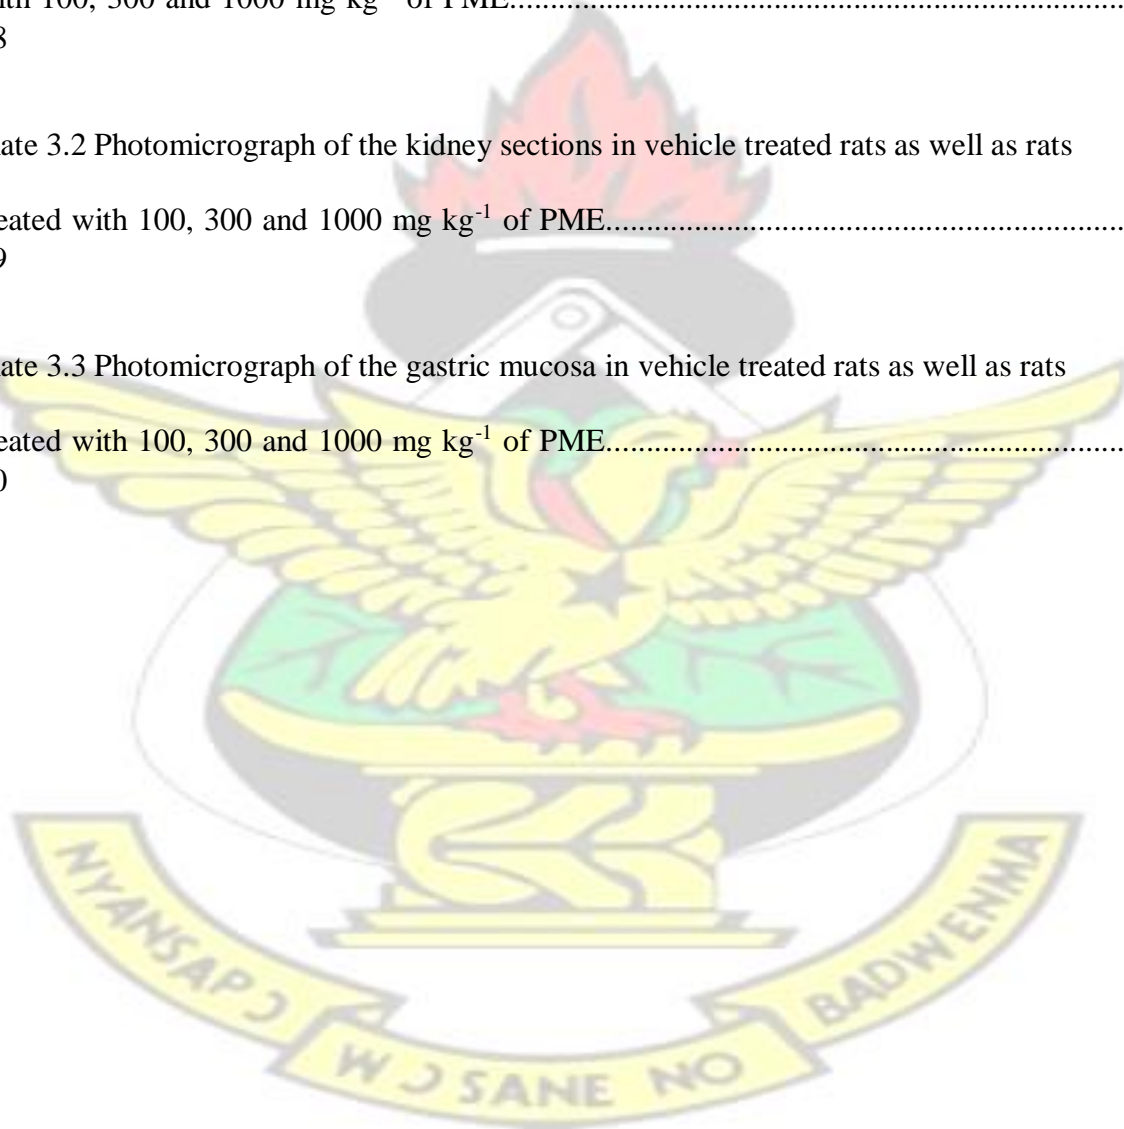 ith 100, 300 and 1000 mg kg-1 of PME...........................................................................
8
ate 3.2 Photomicrograph of the kidney sections in vehicle treated rats as well as rats
eated with 100, 300 and 1000 mg kg-1 of PME...............................................................
9
ate 3.3 Photomicrograph of the gastric mucosa in vehicle treated rats as well as rats
eated with 100, 300 and 1000 mg kg-1 of PME...............................................................
0
NYANSAPƆ WƆSANE NO BADWENMA